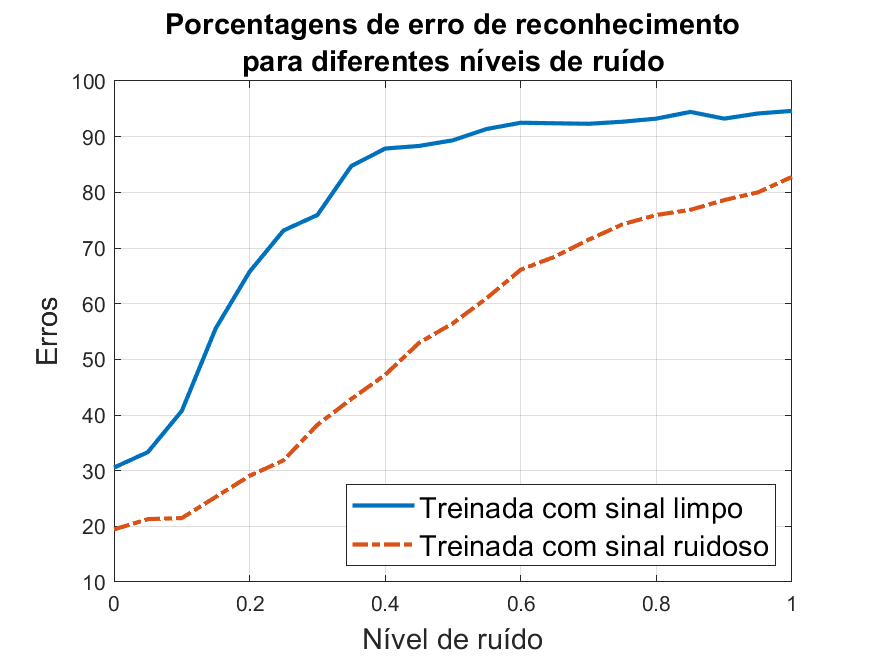 Porcentagens de erro de reconhecimento
para diferentes níveis de ruído
100
90
80
70
60
50
40
30
20
10
Erros
0
0.2
0.4
0.6
0.8
1
Nível de ruído
Treinada com sinal limpo
Treinada com sinal ruidoso